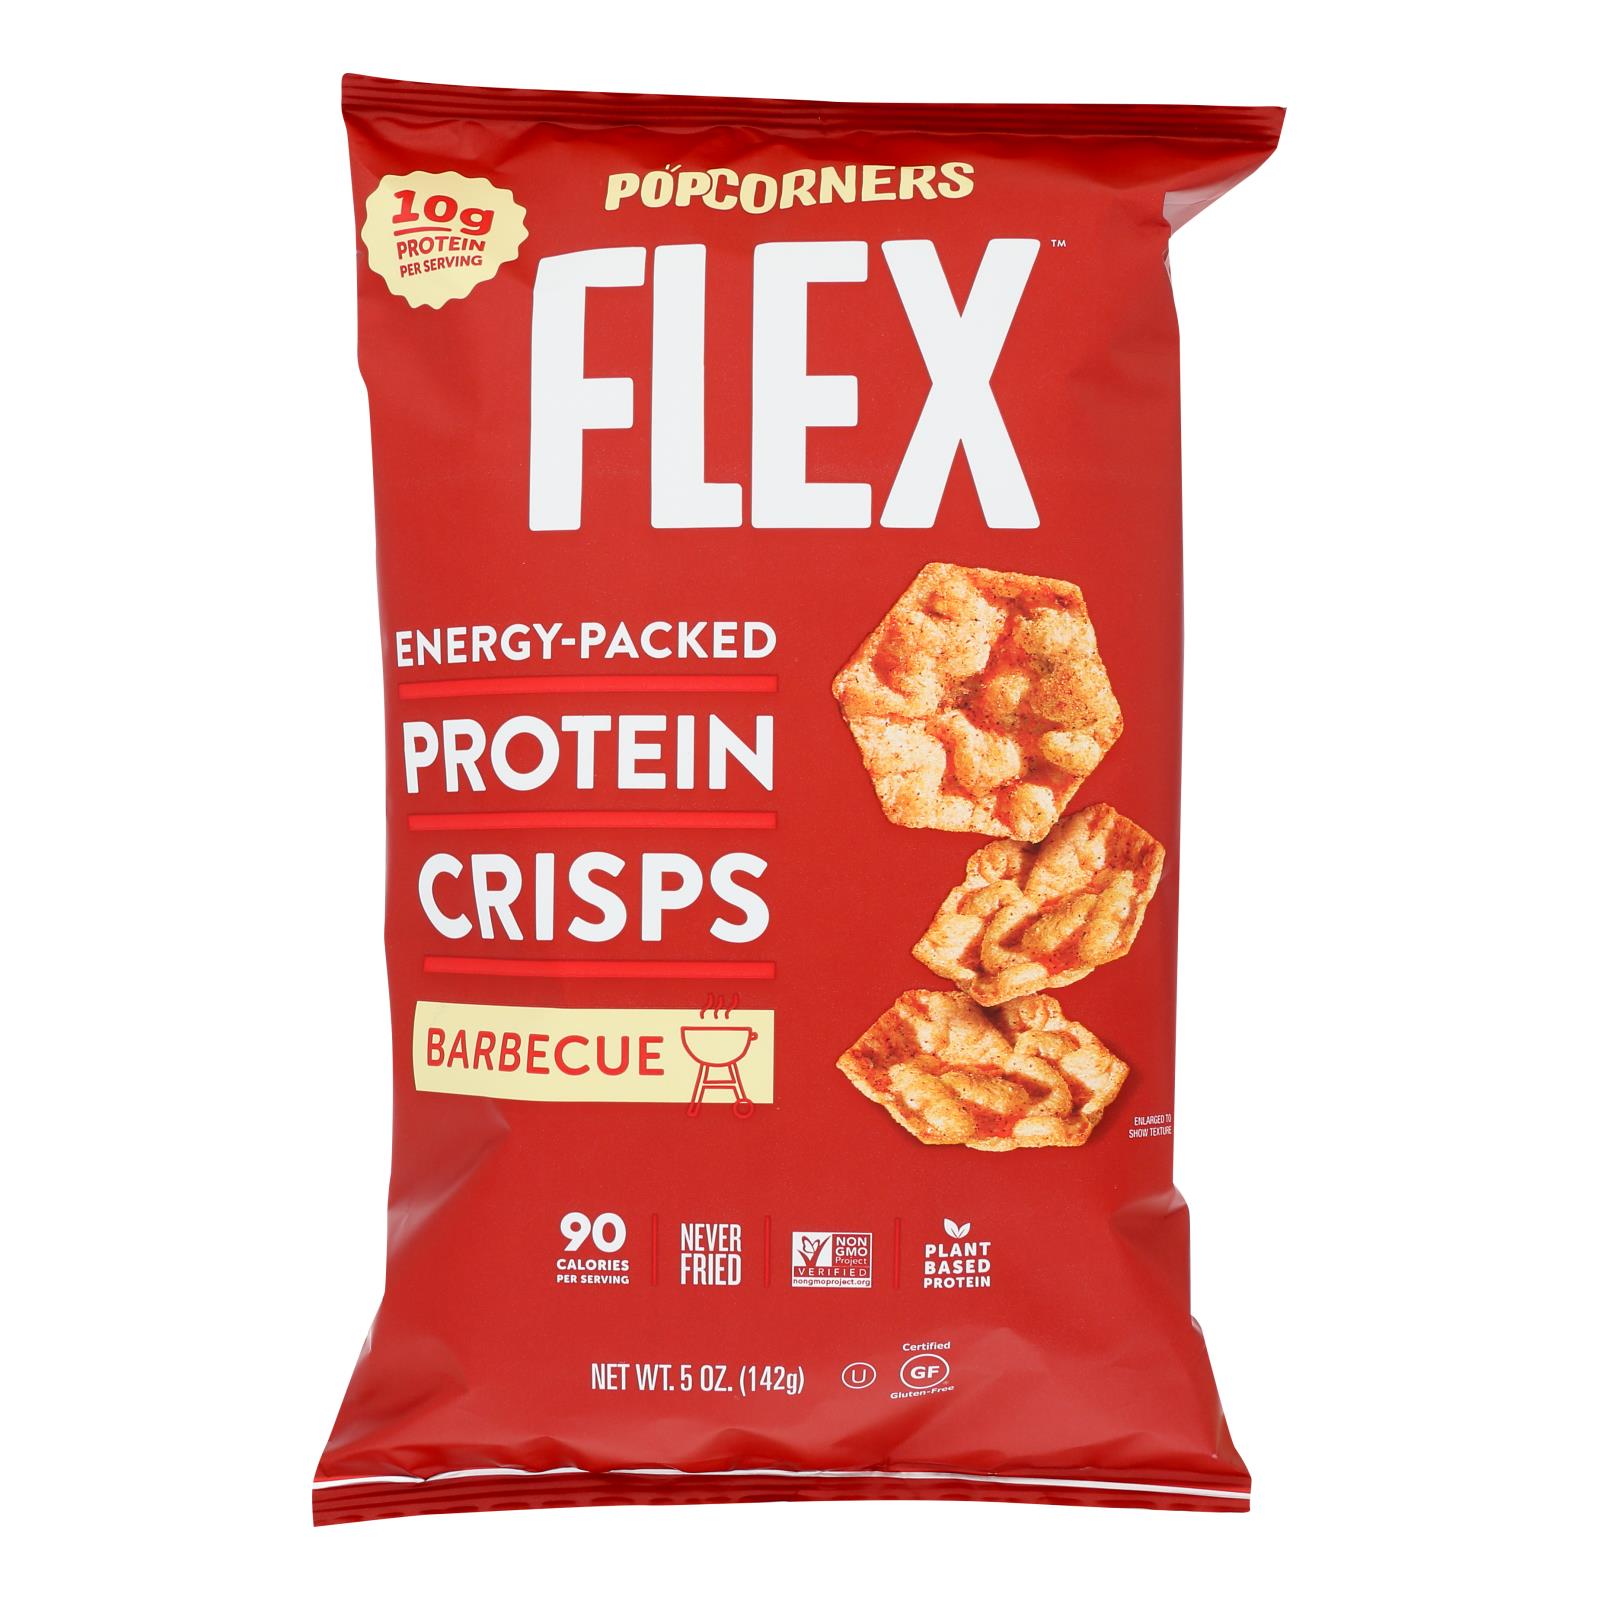 10g
PROTEIN
PER SERVING
POPCORNERS
FLEX™
ENERGY-PACKED
PROTEIN
CRISPS
BARBECUE
ENLARGED TO
SHOW TEXTURE
90
CALORIES
PER SERVING
NEVER
FRIED
NON
GMO
Project
VERIFIED
nongmoproject.org
PLANT
BASED
PROTEIN
NET WT. 5 OZ. (142g)
U
Certified
GF
Gluten-Free